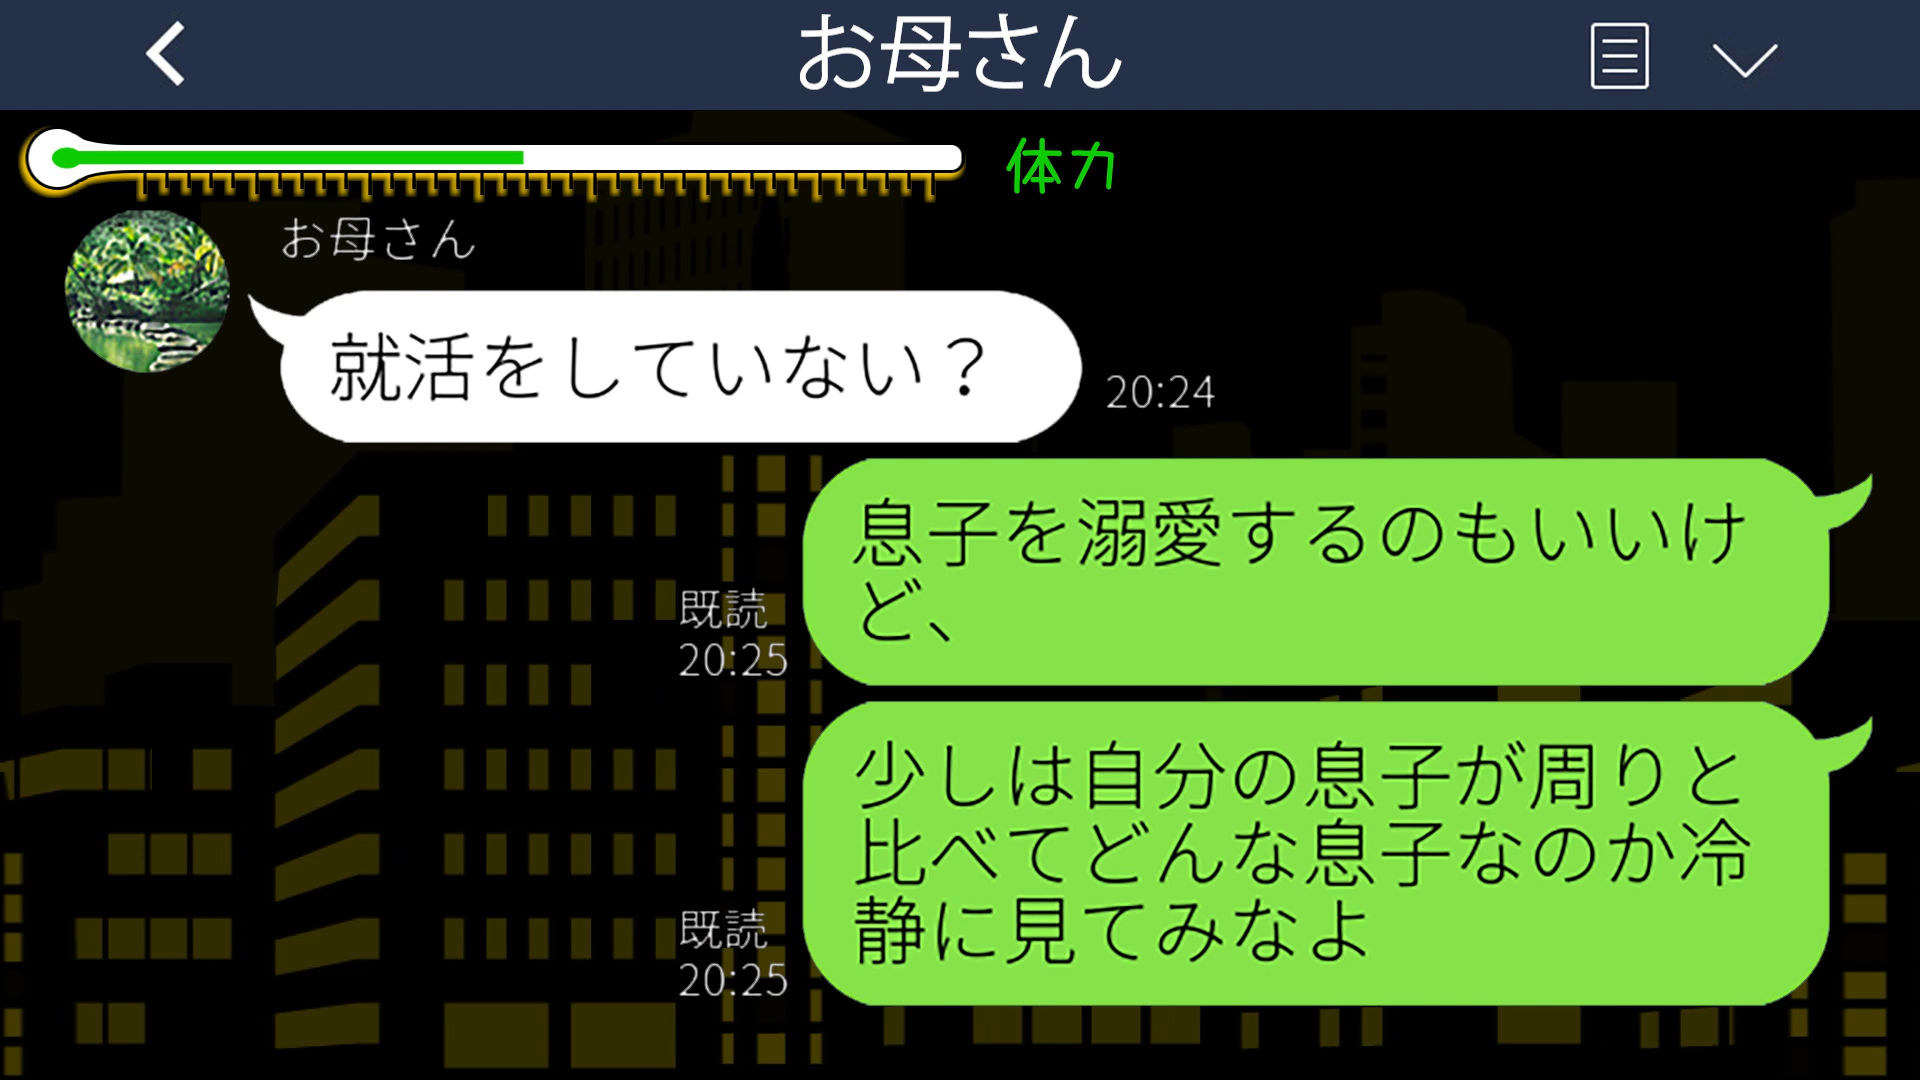 お母さん
体力
お母さん
就活をしていない？
20:24
息子を溺愛するのもいいけ
ど、
既読
20:25
少しは自分の息子が周りと
比べてどんな息子なのか冷
静に見てみなよ
既読
20:25